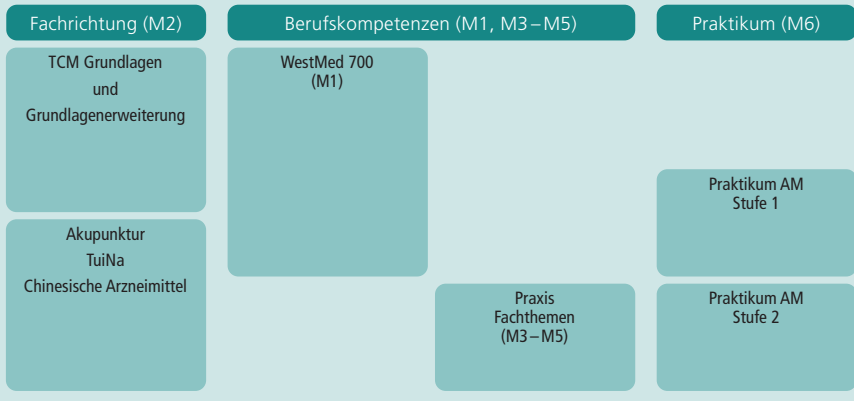 Fachrichtung (M2)
Berufskompetenzen (M1, M3–M5)
Praktikum (M6)
TCM Grundlagen
und
Grundlagenerweiterung
WestMed 700
(M1)
Praktikum AM
Stufe 1
Akupunktur
TuiNa
Chinesische Arzneimittel
Praxis
Fachthemen
(M3–M5)
Praktikum AM
Stufe 2